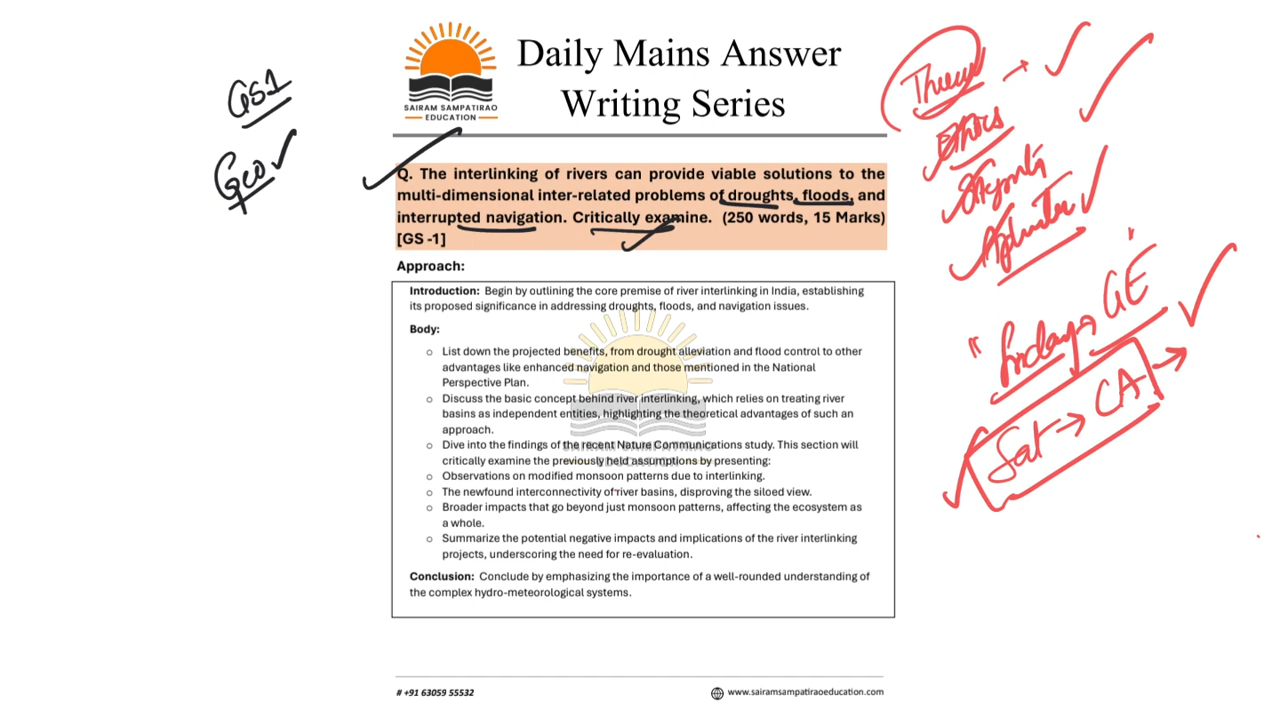 GS1
Geo
SAIRAM SAMPATIRAO
EDUCATION
Daily Mains Answer
Writing Series
Q. The interlinking of rivers can provide viable solutions to the
multi-dimensional inter-related problems of droughts, floods, and
interrupted navigation. Critically examine. (250 words, 15 Marks)
[GS -1]
Approach:
Introduction: Begin by outlining the core premise of river interlinking in India, establishing
its proposed significance in addressing droughts, floods, and navigation issues.
Body:
○ List down the projected benefits, from drought alleviation and flood control to other
advantages like enhanced navigation and those mentioned in the National
Perspective Plan.
○ Discuss the basic concept behind river interlinking, which relies on treating river
basins as independent entities, highlighting the theoretical advantages of such an
approach.
○ Dive into the findings of the recent Nature Communications study. This section will
critically examine the previously held assumptions by presenting:
○ Observations on modified monsoon patterns due to interlinking.
○ The newfound interconnectivity of river basins, disproving the siloed view.
○ Broader impacts that go beyond just monsoon patterns, affecting the ecosystem as
a whole.
○ Summarize the potential negative impacts and implications of the river interlinking
projects, underscoring the need for re-evaluation.
Conclusion: Conclude by emphasizing the importance of a well-rounded understanding of
the complex hydro-meteorological systems.
# +91 63059 55532
www.sairamsampatiraoeducation.com
Ethics
GE
Sat → CA